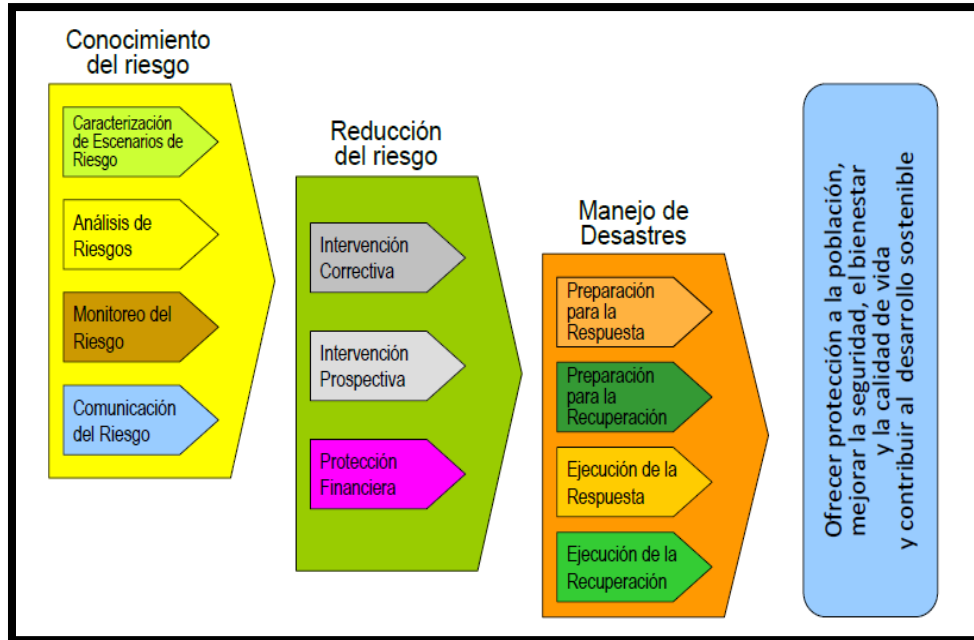 Conocimiento
del riesgo
Caracterización
de Escenarios de
Riesgo
Análisis de
Riesgos
Monitoreo del
Riesgo
Comunicación
del Riesgo
Reducción
del riesgo
Intervención
Correctiva
Intervención
Prospectiva
Protección
Financiera
Manejo de
Desastres
Preparación
para la
Respuesta
Preparación
para la
Recuperación
Ejecución de la
Respuesta
Ejecución de la
Recuperación
Ofrecer protección a la población,
mejorar la seguridad, el bienestar
y la calidad de vida
y contribuir al desarrollo sostenible